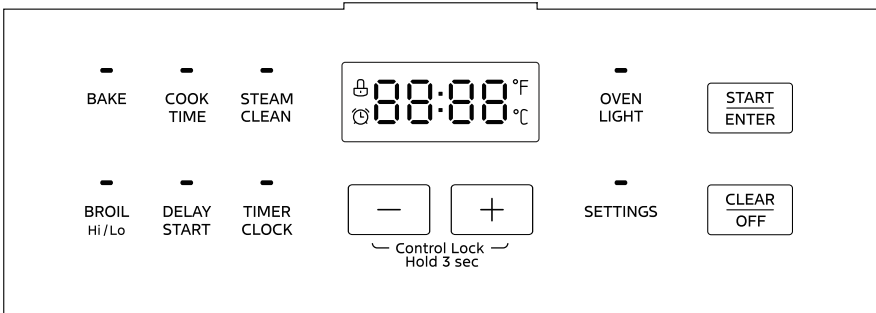 BAKE
COOK
TIME
STEAM
CLEAN
88:88
°F
°C
OVEN
LIGHT
START
ENTER
BROIL
Hi / Lo
DELAY
START
TIMER
CLOCK
−
+
Control Lock
Hold 3 sec
SETTINGS
CLEAR
OFF